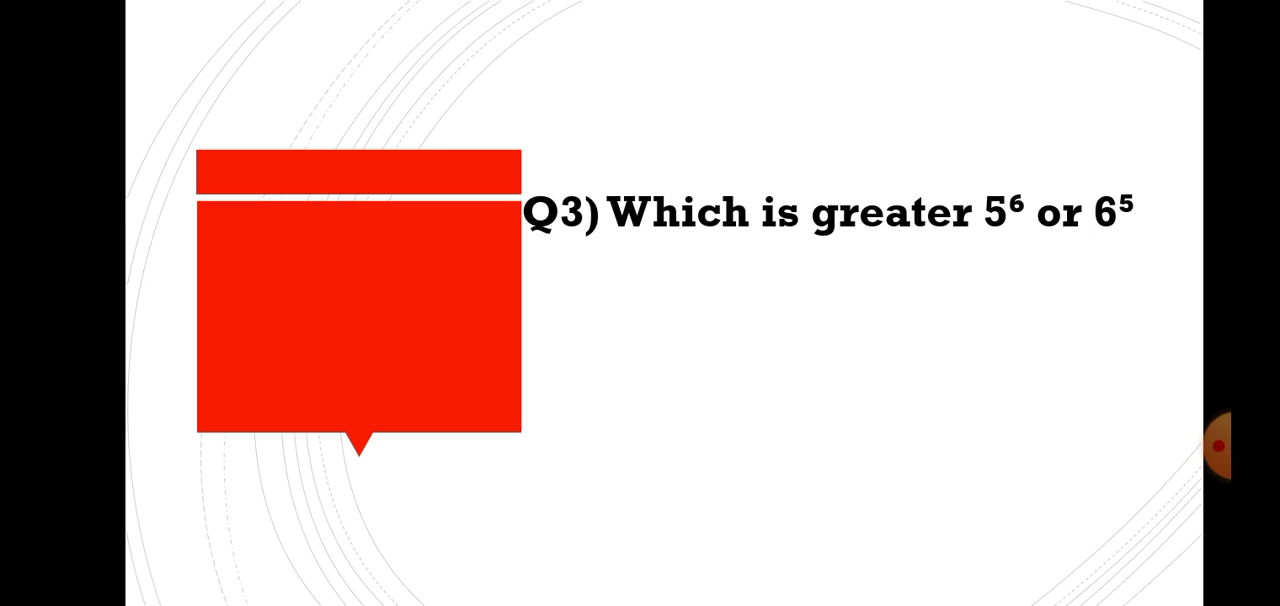 Q3) Which is greater 5⁶ or 6⁵